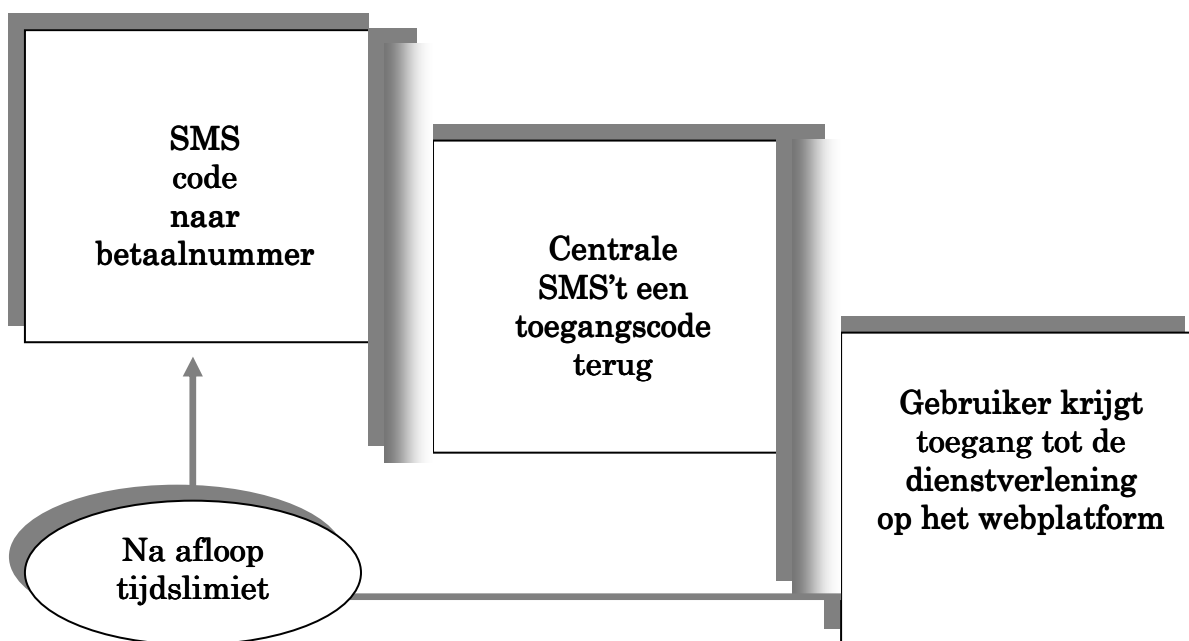 SMS
code
naar
betaalnummer
Centrale
SMS’t een
toegangscode
terug
Gebruiker krijgt
toegang tot de
dienstverlening
op het webplatform
Na afloop
tijdslimiet